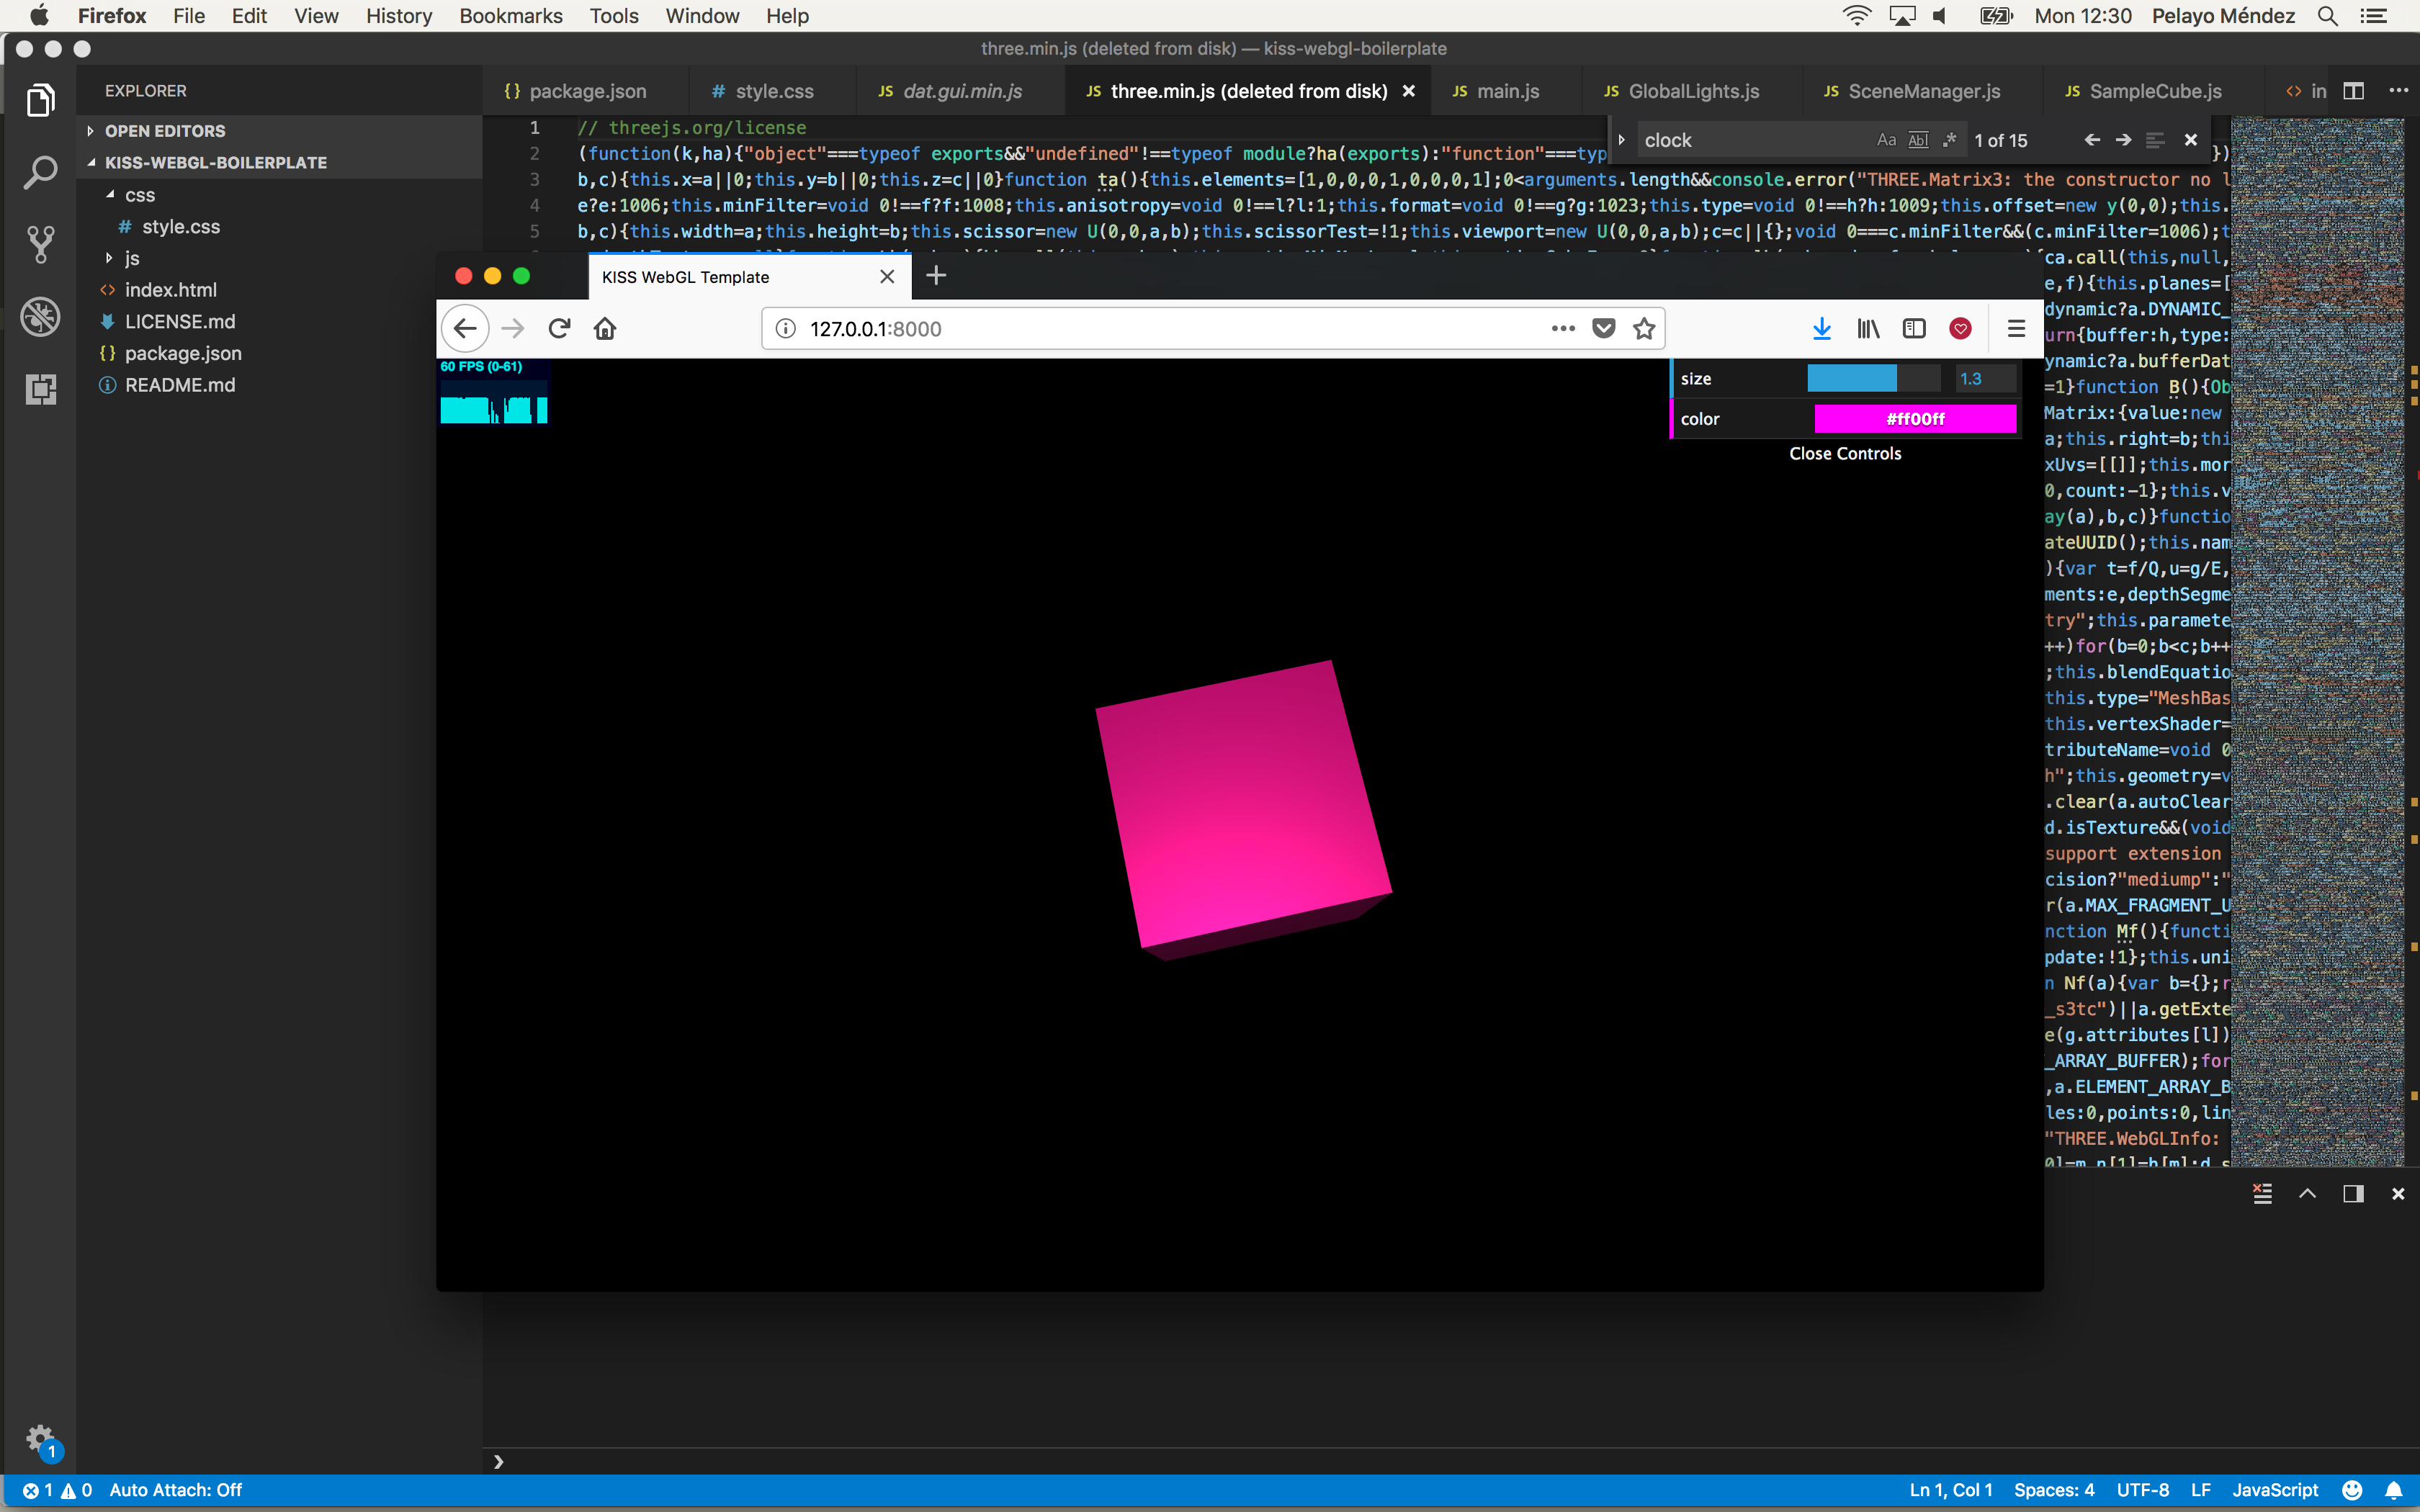 Firefox File Edit View History Bookmarks Tools Window Help Mon 12:30 Pelayo Méndez
three.min.js (deleted from disk) — kiss-webgl-boilerplate
EXPLORER
{} package.json # style.css JS dat.gui.min.js JS three.min.js (deleted from disk) JS main.js JS GlobalLights.js JS SceneManager.js JS SampleCube.js <> in
OPEN EDITORS
KISS-WEBGL-BOILERPLATE
css
# style.css
js
<> index.html
LICENSE.md
{} package.json
README.md
clock Aa Abl .* 1 of 15
1 // threejs.org/license
2 (function(k,ha){"object"===typeof exports&&"undefined"!==typeof module?ha(exports):"function"===typ
3 b,c){this.x=a||0;this.y=b||0;this.z=c||0}function ta(){this.elements=[1,0,0,0,1,0,0,0,1];0<arguments.length&&console.error("THREE.Matrix3: the constructor no l
4 e?e:1006;this.minFilter=void 0!==f?f:1008;this.anisotropy=void 0!==l?l:1;this.format=void 0!==g?g:1023;this.type=void 0!==h?h:1009;this.offset=new y(0,0);this.
5 b,c){this.width=a;this.height=b;this.scissor=new U(0,0,a,b);this.scissorTest=!1;this.viewport=new U(0,0,a,b);c=c||{};void 0===c.minFilter&&(c.minFilter=1006);t
KISS WebGL Template
127.0.0.1:8000
60 FPS (0-61)
size 1.3
color #ff00ff
Close Controls
{ca.call(this,null,
e,f){this.planes=[
dynamic?a.DYNAMIC_
urn{buffer:h,type:
ynamic?a.bufferDat
=1}function B(){Ob
Matrix:{value:new
a;this.right=b;thi
xUvs=[[]];this.mor
0,count:-1};this.v
ay(a),b,c)}functio
ateUUID();this.nam
){var t=f/Q,u=g/E,
ments:e,depthSegme
try";this.paramete
++)for(b=0;b<c;b++
;this.blendEquatio
this.type="MeshBas
this.vertexShader=
tributeName=void 0
h";this.geometry=v
.clear(a.autoClear
d.isTexture&&(void
support extension
cision?"mediump":"
r(a.MAX_FRAGMENT_U
nction Mf(){functi
pdate:!1};this.uni
n Nf(a){var b={};r
_s3tc")||a.getExte
e(g.attributes[l])
_ARRAY_BUFFER);for
,a.ELEMENT_ARRAY_B
les:0,points:0,lin
"THREE.WebGLInfo:
1
1 0 Auto Attach: Off Ln 1, Col 1 Spaces: 4 UTF-8 LF JavaScript